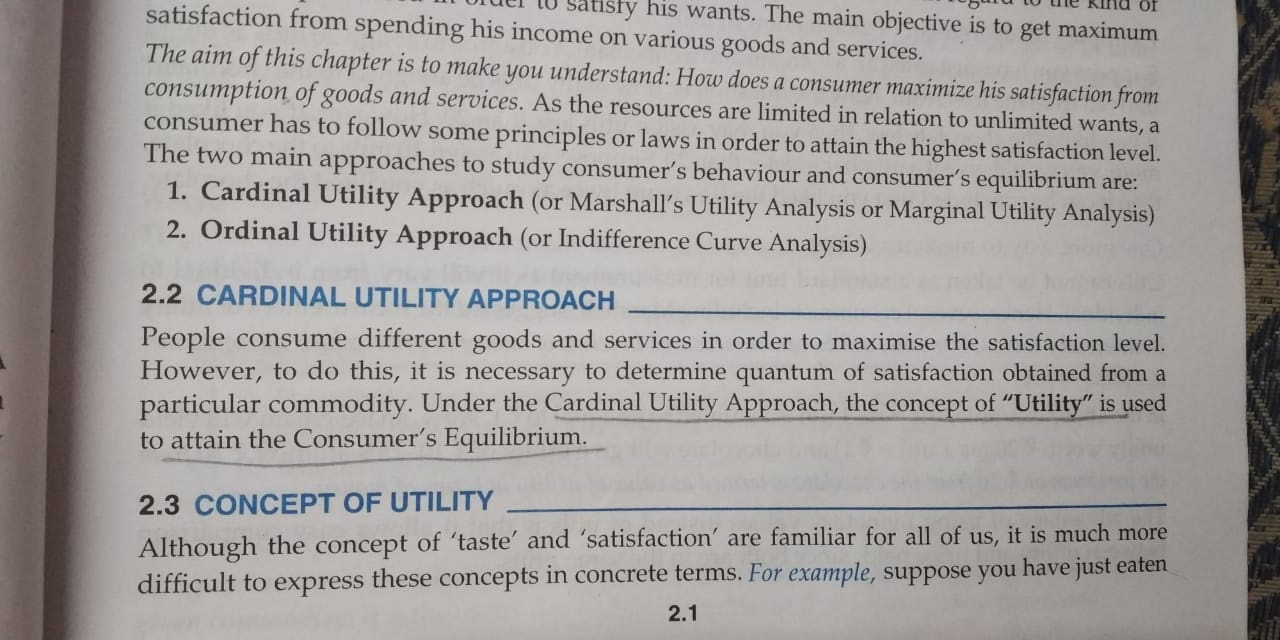 to satisfy his wants. The main objective is to get maximum
satisfaction from spending his income on various goods and services.
The aim of this chapter is to make you understand: How does a consumer maximize his satisfaction from
consumption of goods and services. As the resources are limited in relation to unlimited wants, a
consumer has to follow some principles or laws in order to attain the highest satisfaction level.
The two main approaches to study consumer's behaviour and consumer's equilibrium are:
1. Cardinal Utility Approach (or Marshall's Utility Analysis or Marginal Utility Analysis)
2. Ordinal Utility Approach (or Indifference Curve Analysis)
2.2 CARDINAL UTILITY APPROACH
People consume different goods and services in order to maximise the satisfaction level.
However, to do this, it is necessary to determine quantum of satisfaction obtained from a
particular commodity. Under the Cardinal Utility Approach, the concept of "Utility" is used
to attain the Consumer's Equilibrium.
2.3 CONCEPT OF UTILITY
Although the concept of 'taste' and 'satisfaction' are familiar for all of us, it is much more
difficult to express these concepts in concrete terms. For example, suppose you have just eaten
2.1